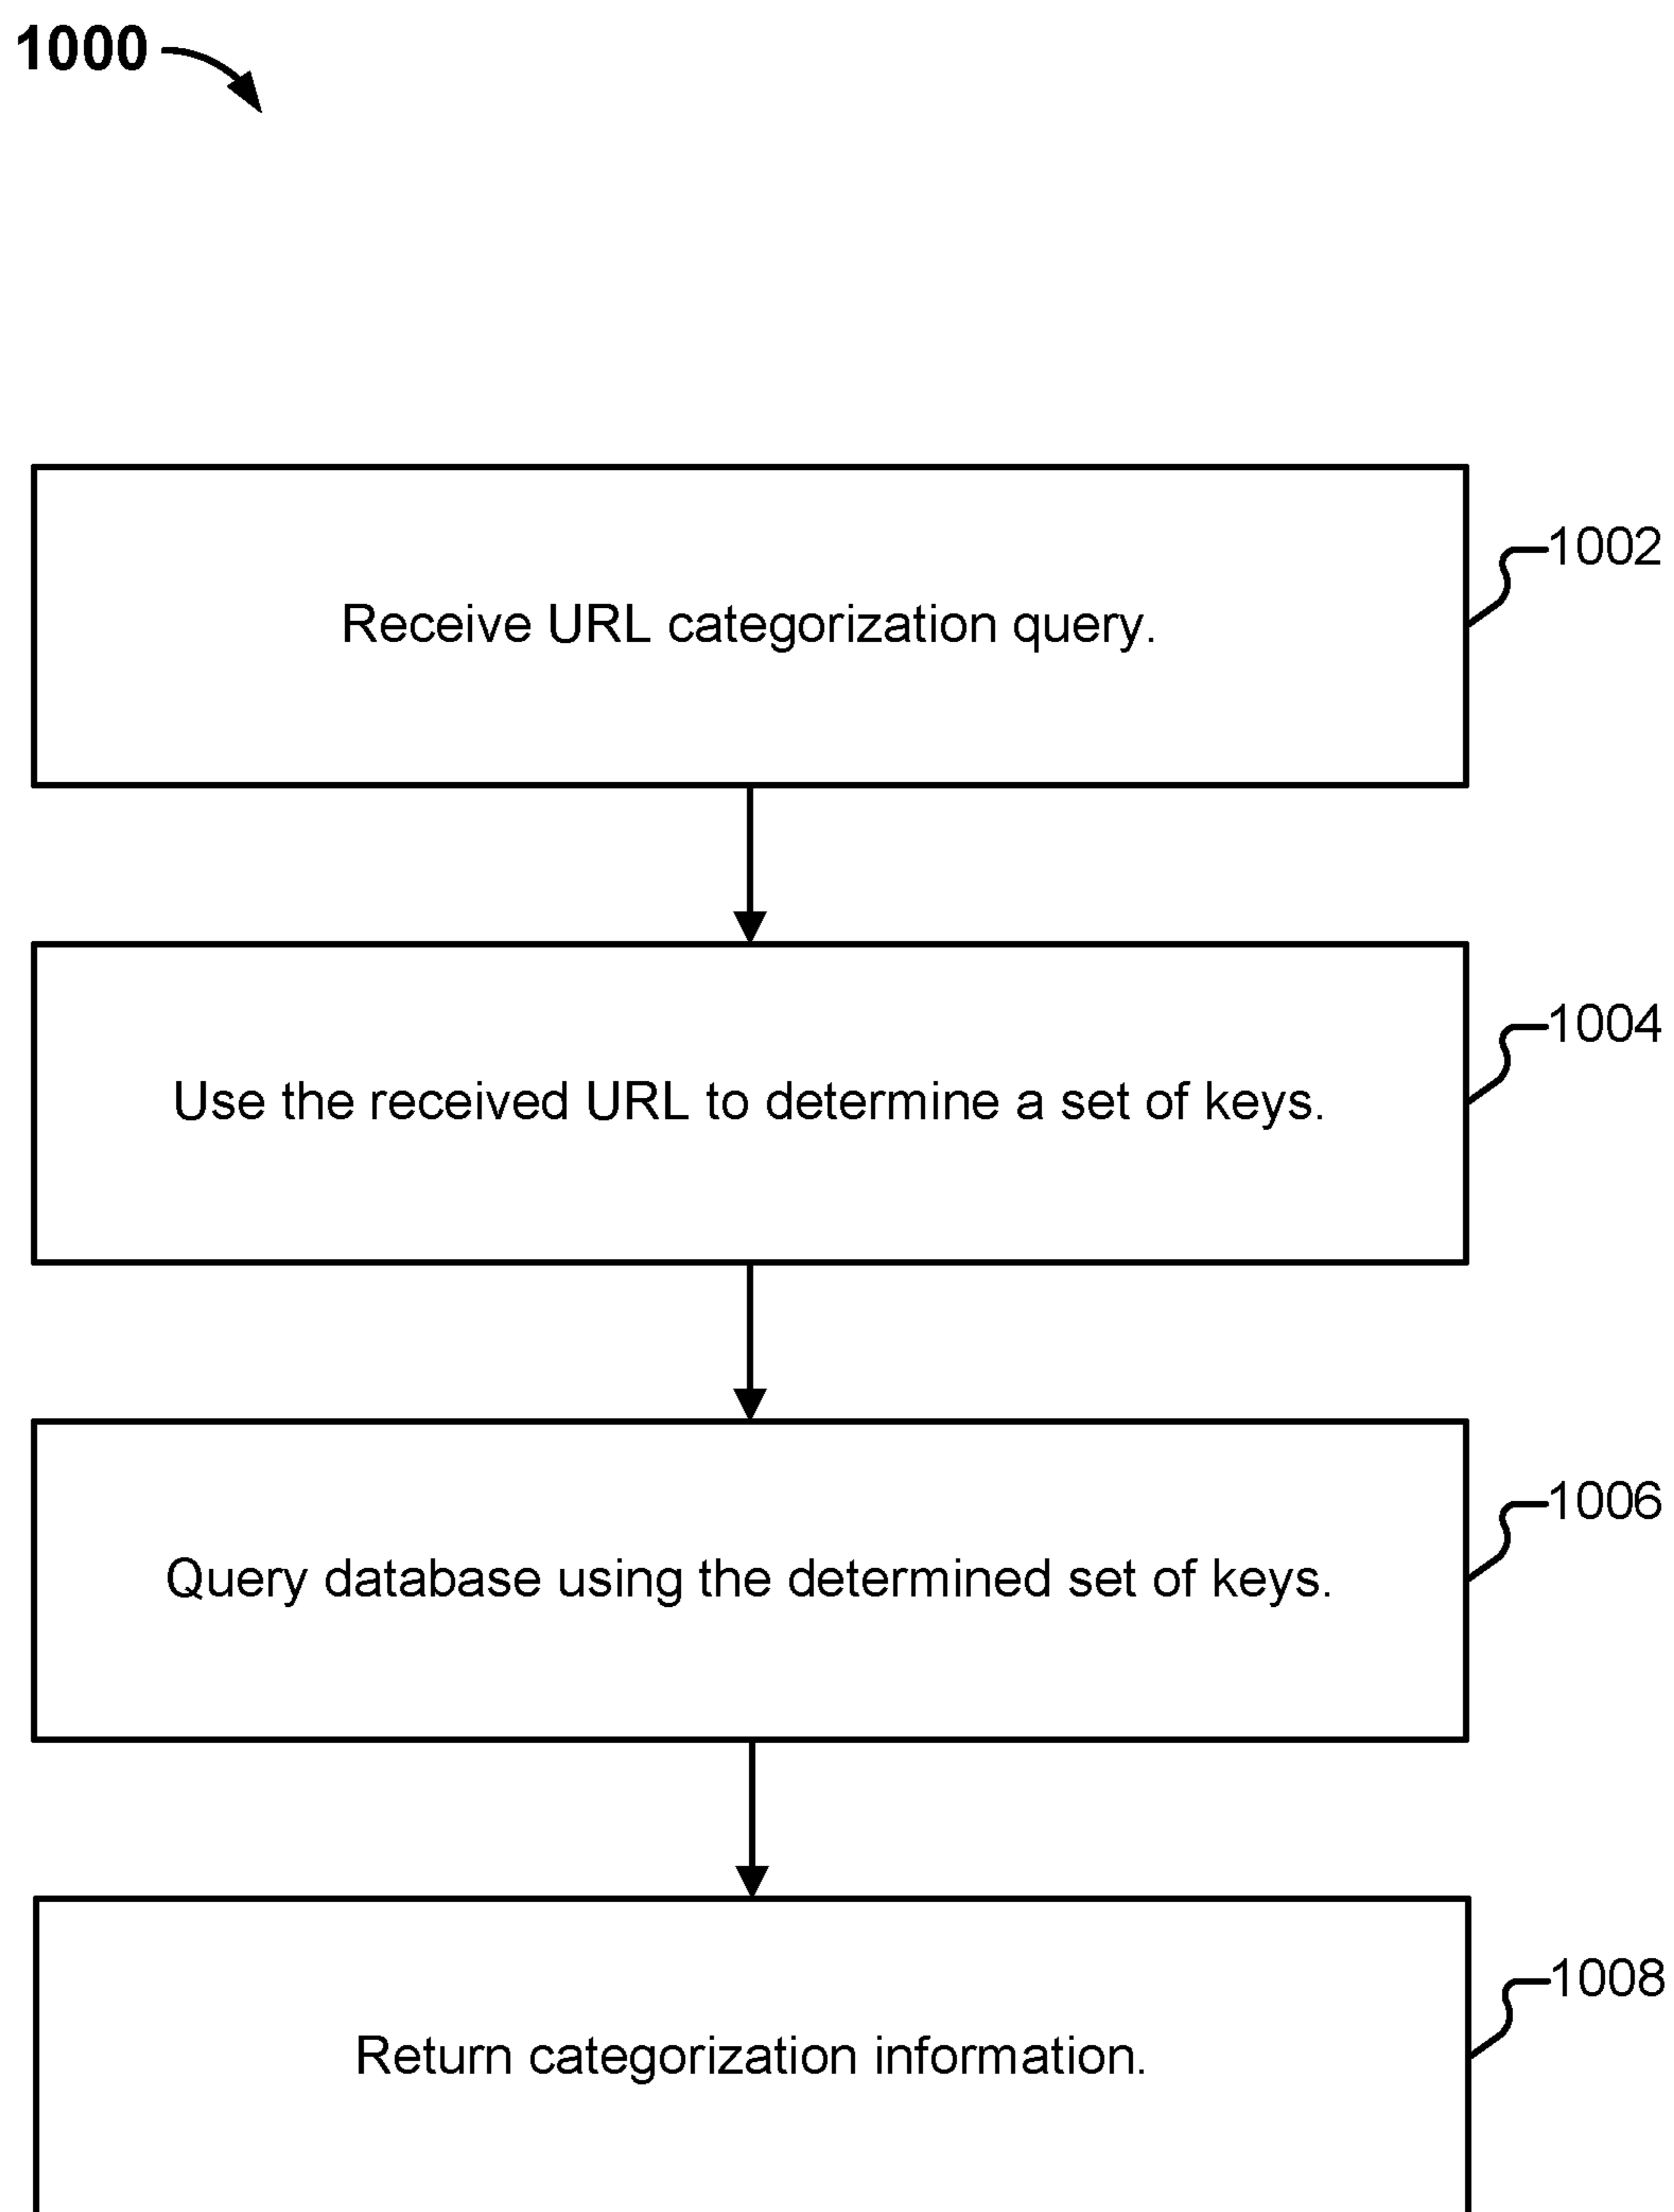 1000
Receive URL categorization query.
1002
Use the received URL to determine a set of keys.
1004
Query database using the determined set of keys.
1006
Return categorization information.
1008